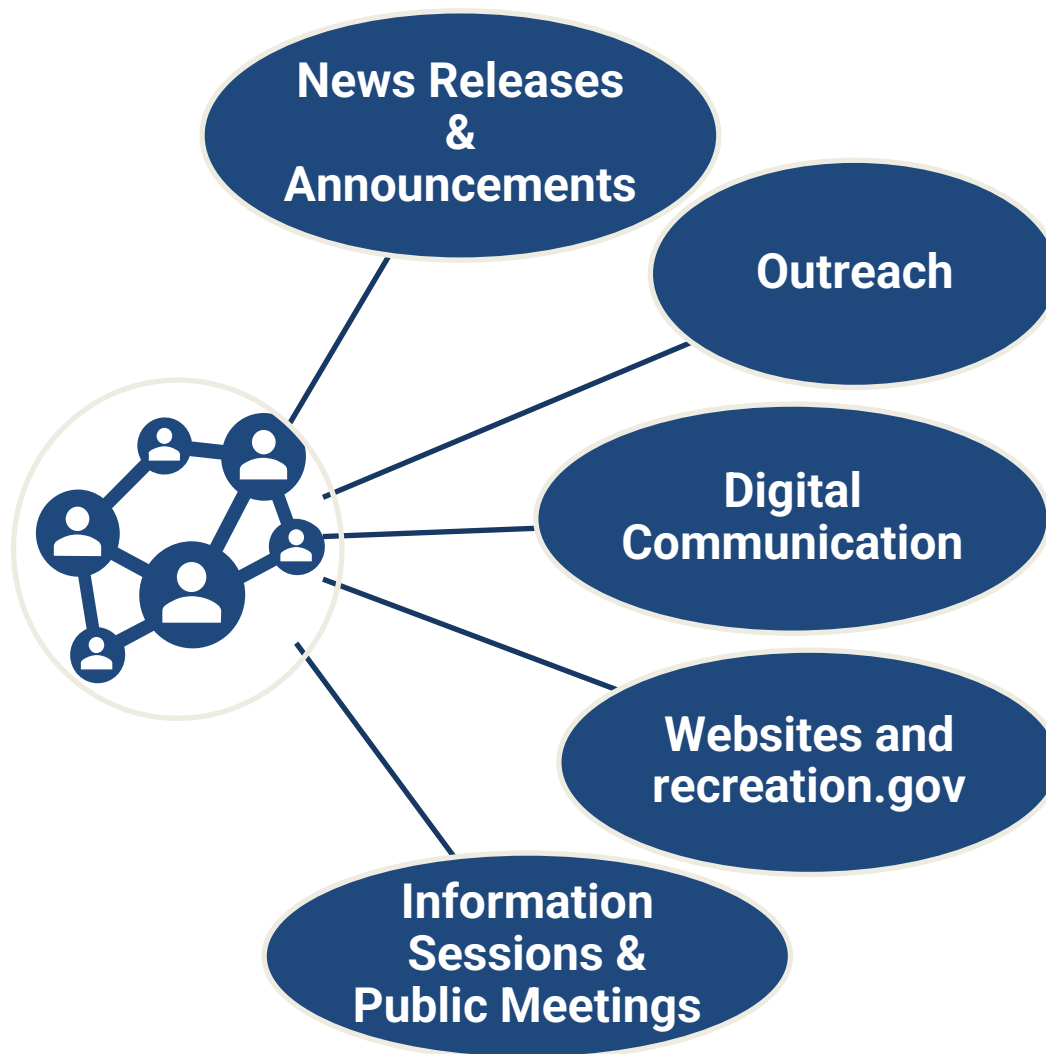 News Releases
&
Announcements
Outreach
Digital
Communication
Websites and
recreation.gov
Information
Sessions &
Public Meetings